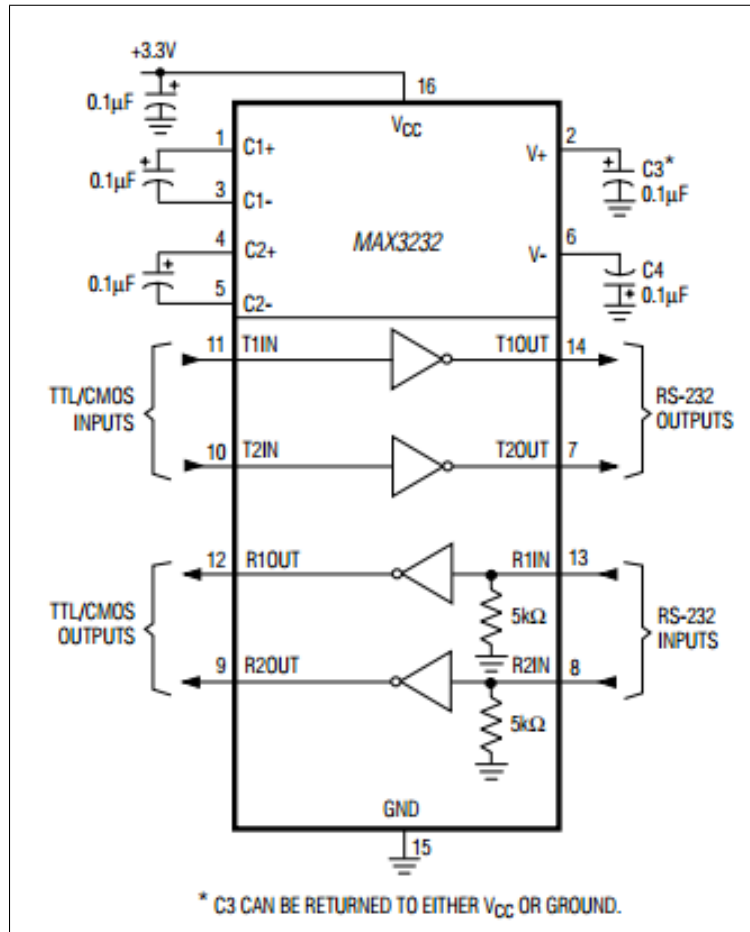 +3.3V
0.1µF
16
VCC
1
C1+
0.1µF
3
C1-
4
C2+
0.1µF
5
C2-
MAX3232
V+
2
C3*
0.1µF
V-
6
C4
0.1µF
TTL/CMOS
INPUTS
11
T1IN
T1OUT
14
10
T2IN
T2OUT
7
RS-232
OUTPUTS
TTL/CMOS
OUTPUTS
12
R1OUT
R1IN
13
5kΩ
9
R2OUT
R2IN
8
5kΩ
RS-232
INPUTS
GND
15
* C3 CAN BE RETURNED TO EITHER VCC OR GROUND.